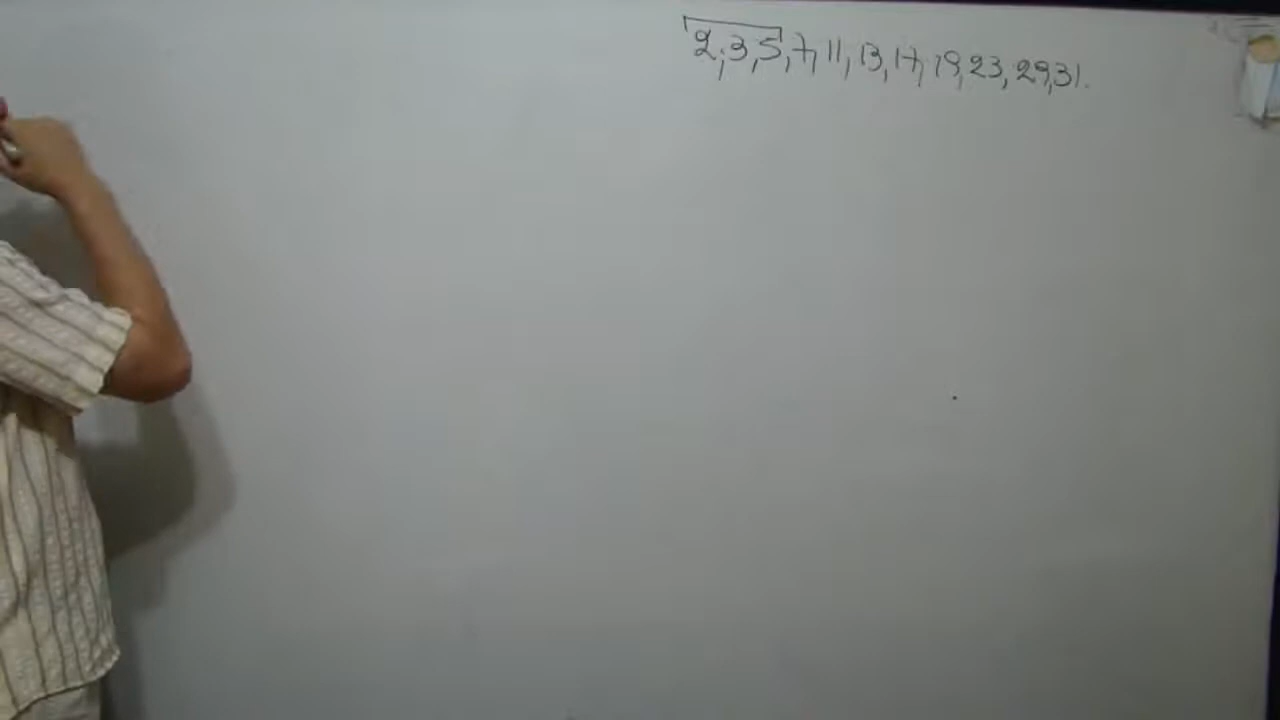 2, 3, 5, 7, 11, 13, 17, 19, 23, 29, 31.